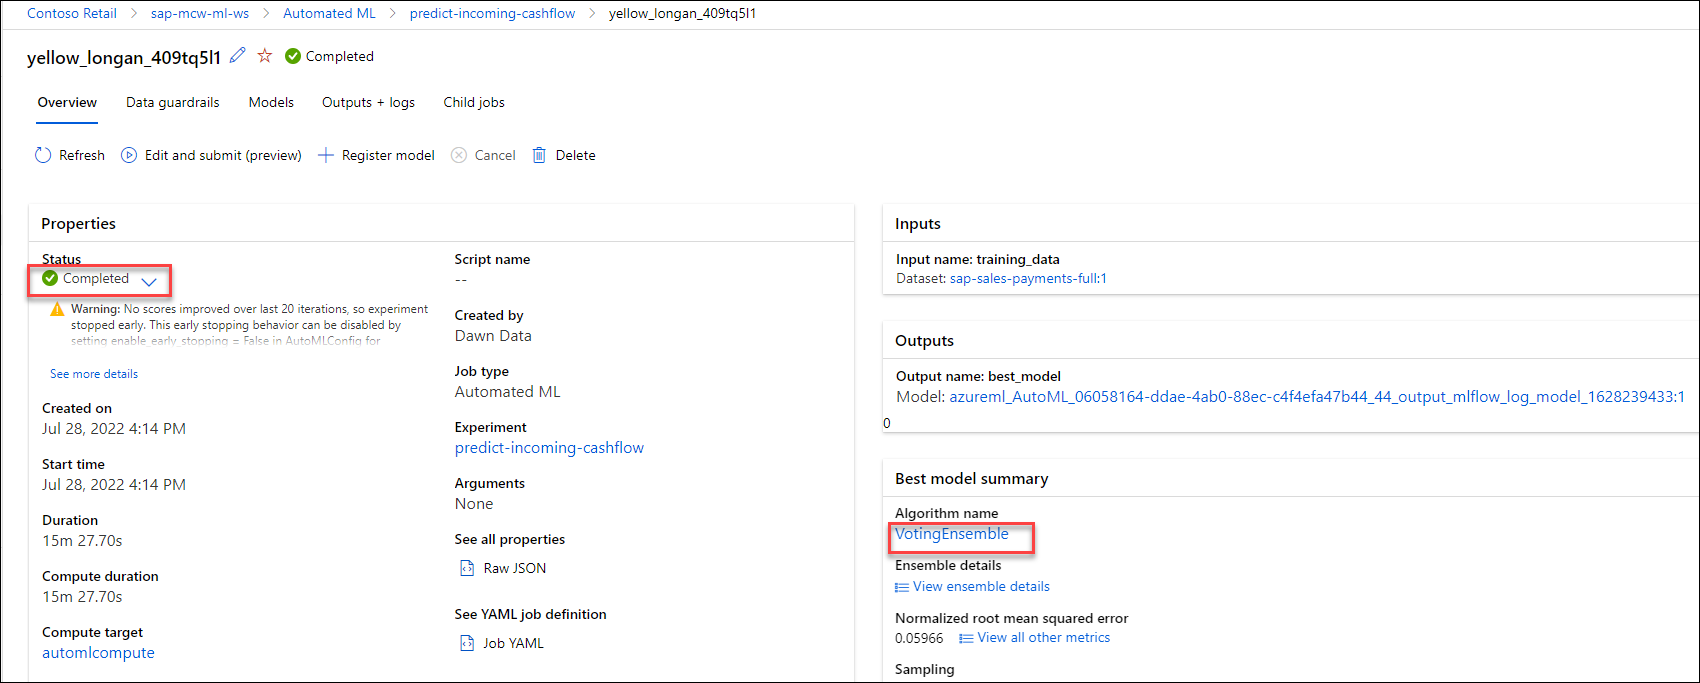 Contoso Retail > sap-mcw-ml-ws > Automated ML > predict-incoming-cashflow > yellow_longan_409tq5l1
yellow_longan_409tq5l1 Completed
Overview Data guardrails Models Outputs + logs Child jobs
Refresh Edit and submit (preview) Register model Cancel Delete
Properties
Status
Completed
Warning: No scores improved over last 20 iterations, so experiment
stopped early. This early stopping behavior can be disabled by
setting enable_early_stopping = False in AutoMLConfig for
See more details
Created on
Jul 28, 2022 4:14 PM
Start time
Jul 28, 2022 4:14 PM
Duration
15m 27.70s
Compute duration
15m 27.70s
Compute target
automlcompute
Script name
--
Created by
Dawn Data
Job type
Automated ML
Experiment
predict-incoming-cashflow
Arguments
None
See all properties
Raw JSON
See YAML job definition
Job YAML
Inputs
Input name: training_data
Dataset: sap-sales-payments-full:1
Outputs
Output name: best_model
Model: azureml_AutoML_06058164-ddae-4ab0-88ec-c4f4efa47b44_44_output_mlflow_log_model_1628239433:1
0
Best model summary
Algorithm name
VotingEnsemble
Ensemble details
View ensemble details
Normalized root mean squared error
0.05966 View all other metrics
Sampling